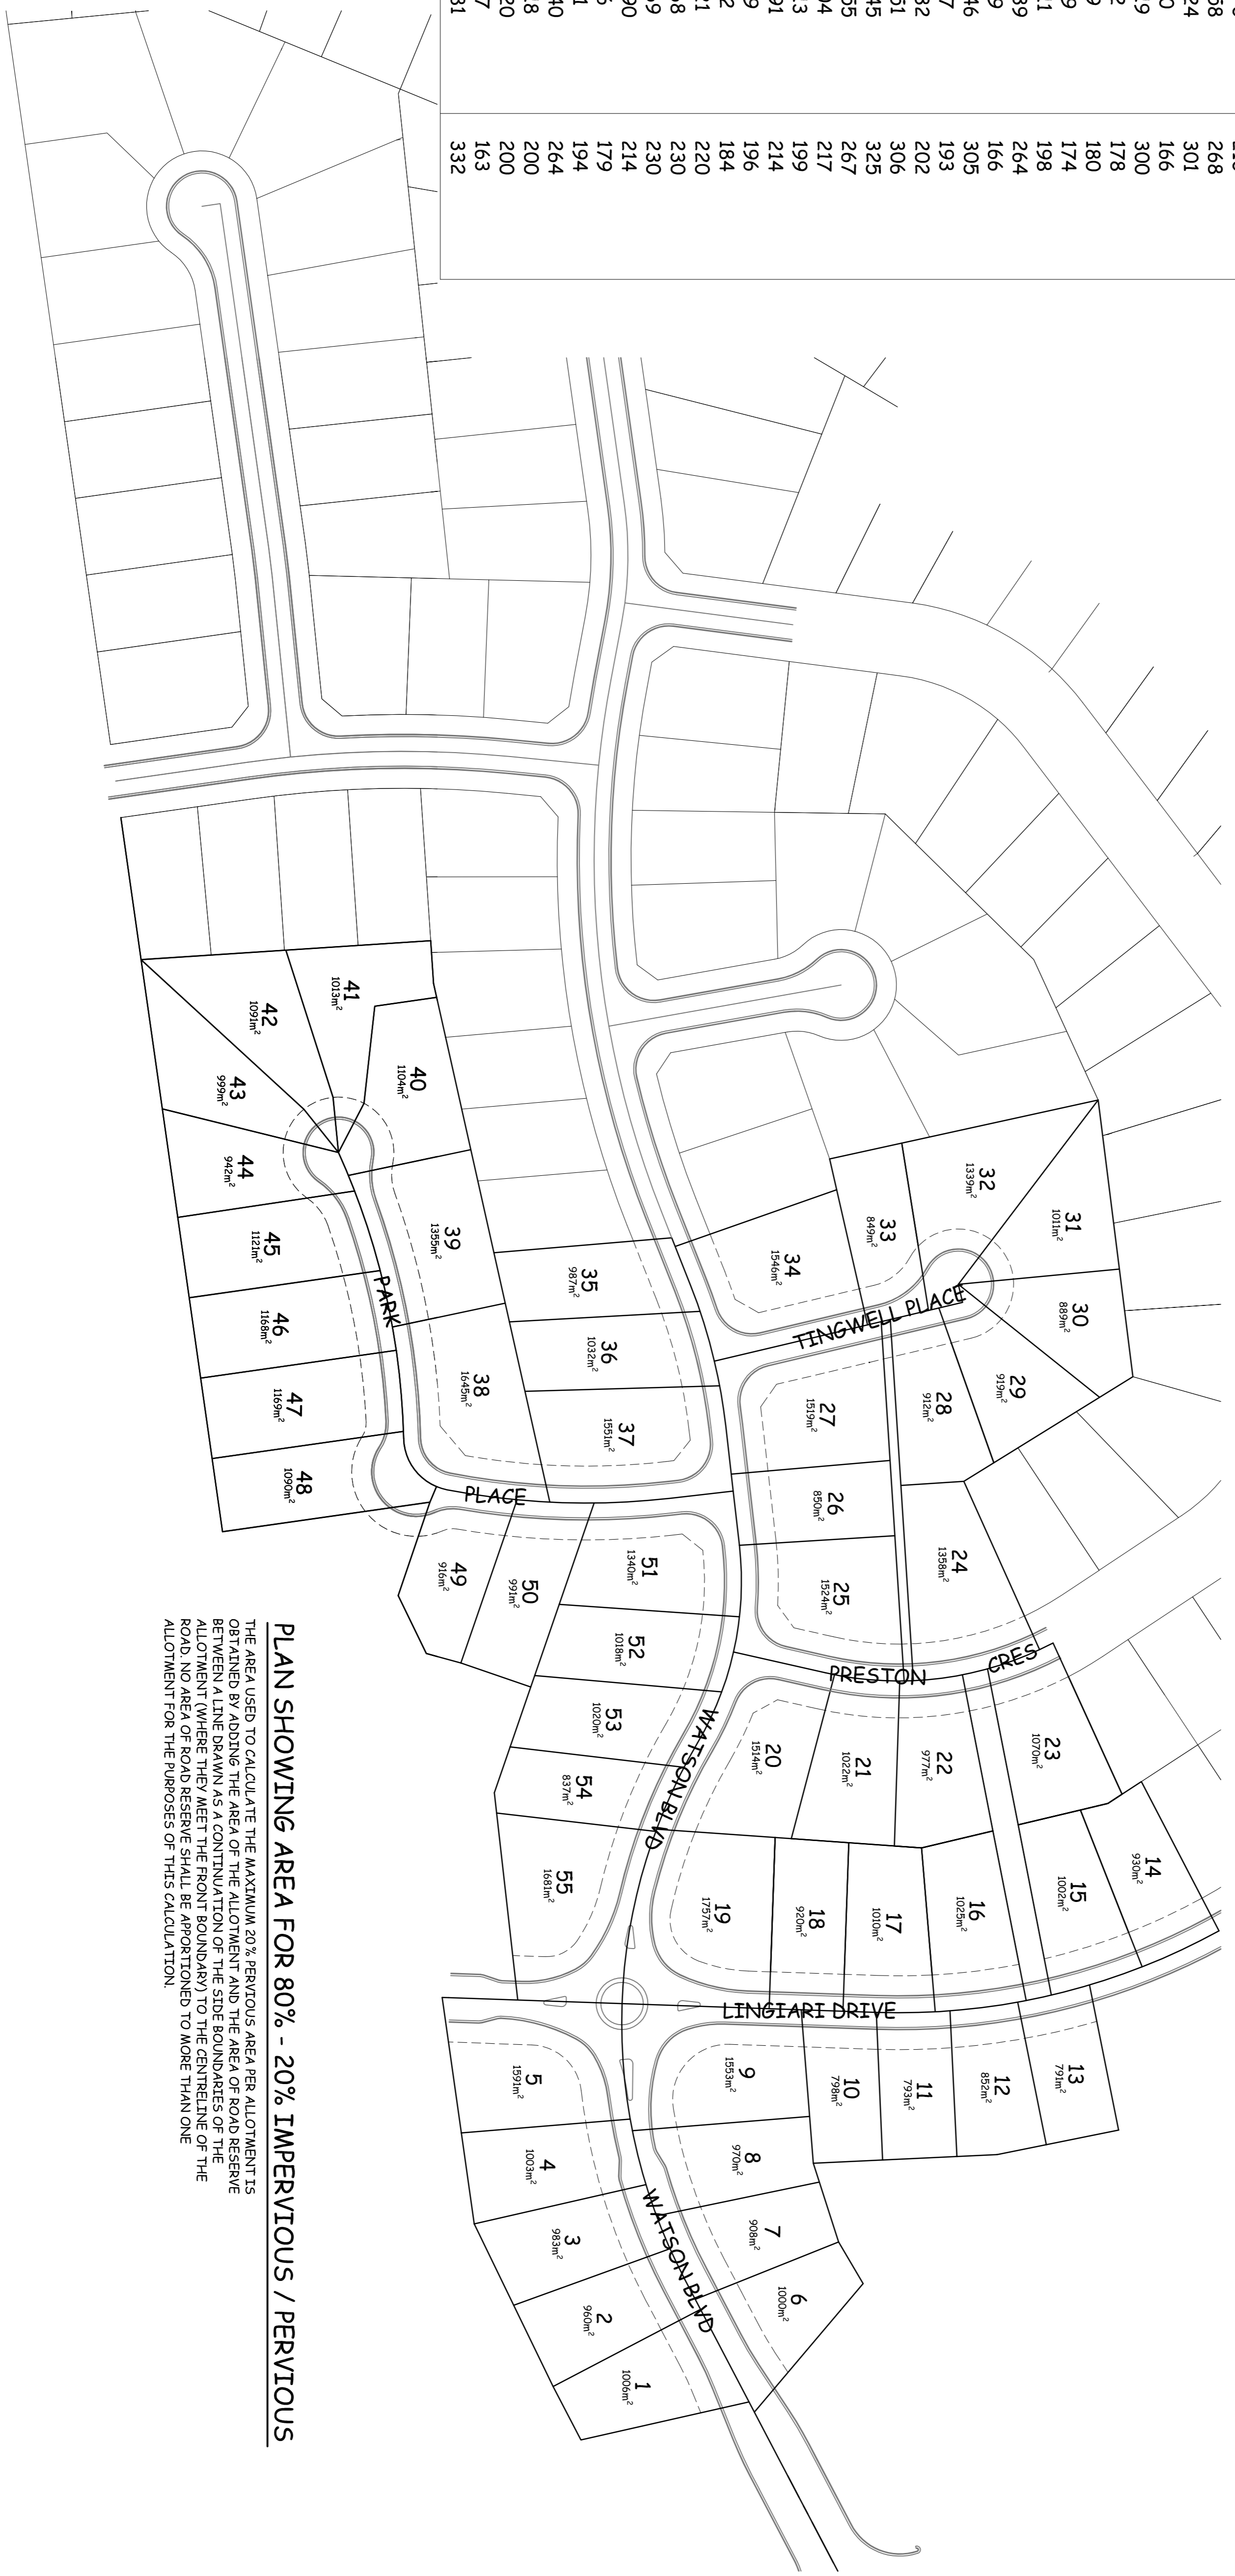 268
301
166
300
178
180
174
198
264
166
305
193
202
306
325
267
217
199
214
196
184
220
230
230
214
179
194
264
200
200
163
332
41
1013m²
42
1091m²
43
999m²
40
1104m²
44
942m²
45
1121m²
46
1168m²
47
1169m²
48
1090m²
39
1355m²
38
1645m²
PARK
PLACE
35
987m²
36
1032m²
37
1551m²
34
1546m²
33
849m²
32
1339m²
31
1011m²
30
889m²
29
919m²
28
912m²
TINGWELL PLACE
27
1519m²
26
850m²
25
1524m²
24
1358m²
PRESTON
CRES
49
916m²
50
991m²
51
1340m²
52
1018m²
53
1020m²
54
837m²
55
1681m²
WATSON BLVD
20
1514m²
21
1022m²
22
977m²
23
1070m²
14
930m²
15
1002m²
16
1025m²
17
1010m²
18
920m²
19
1757m²
LINGIARI DRIVE
13
791m²
12
852m²
11
793m²
10
798m²
9
1553m²
8
970m²
7
908m²
6
1000m²
WATSON BLVD
5
1591m²
4
1003m²
3
983m²
2
960m²
1
1006m²
PLAN SHOWING AREA FOR 80% - 20% IMPERVIOUS / PERVIOUS
THE AREA USED TO CALCULATE THE MAXIMUM 20% PERVIOUS AREA PER ALLOTMENT IS
OBTAINED BY ADDING THE AREA OF THE ALLOTMENT AND THE AREA OF ROAD RESERVE
BETWEEN A LINE DRAWN AS A CONTINUATION OF THE SIDE BOUNDARIES OF THE
ALLOTMENT (WHERE THEY MEET THE FRONT BOUNDARY) TO THE CENTRELINE OF THE
ROAD. NO AREA OF ROAD RESERVE SHALL BE APPORTIONED TO MORE THAN ONE
ALLOTMENT FOR THE PURPOSES OF THIS CALCULATION.